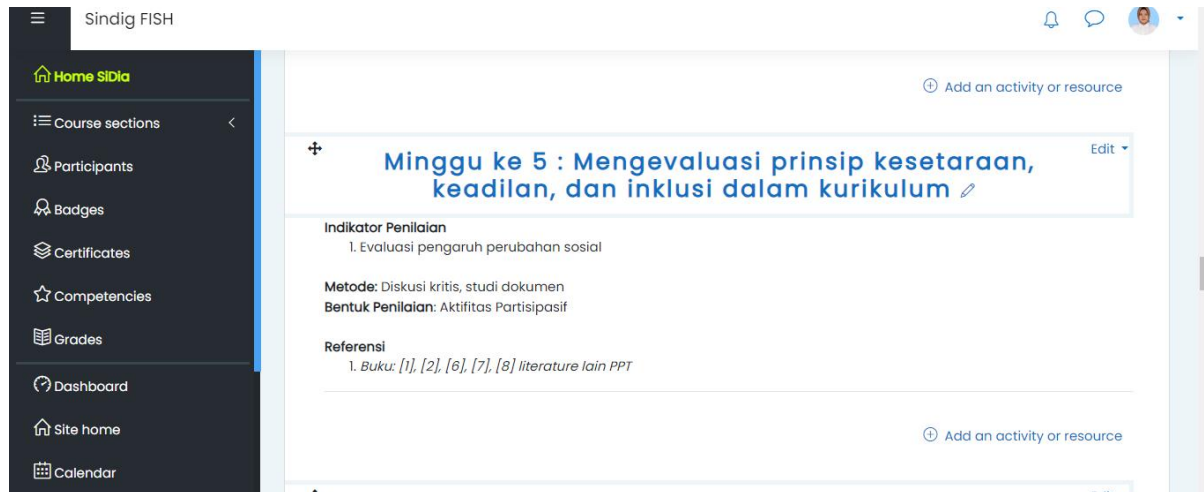 Sindig FISH
Home SiDia
Course sections
Participants
Badges
Certificates
Competencies
Grades
Dashboard
Site home
Calendar
Add an activity or resource
Minggu ke 5 : Mengevaluasi prinsip kesetaraan,
keadilan, dan inklusi dalam kurikulum
Edit
Indikator Penilaian
1. Evaluasi pengaruh perubahan sosial
Metode: Diskusi kritis, studi dokumen
Bentuk Penilaian: Aktifitas Partisipasif
Referensi
1. Buku: [1], [2], [6], [7], [8] literature lain PPT
Add an activity or resource